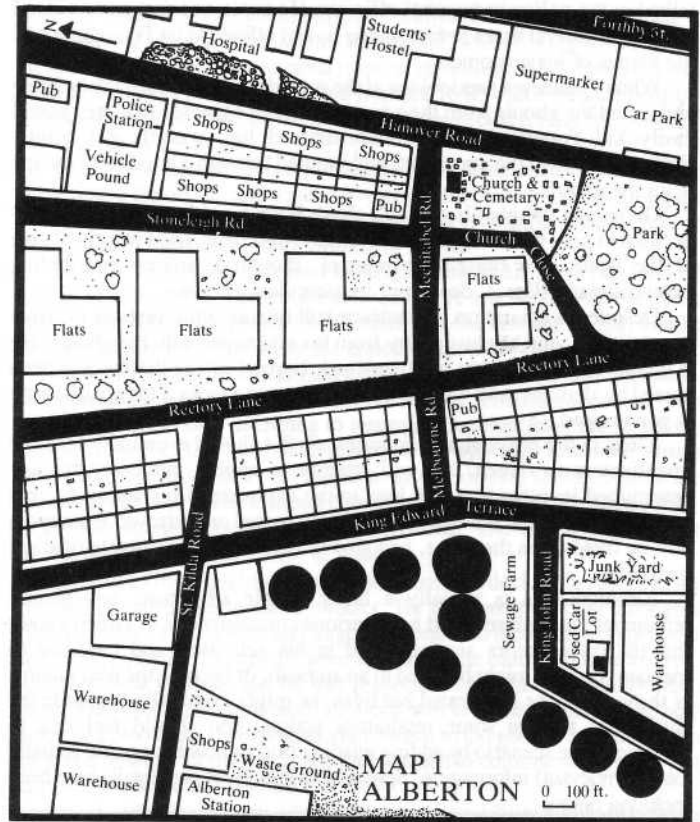 Forthby St.
N
Hospital
Students'
Hostel
Supermarket
Car Park
Pub
Police
Station
Shops
Shops
Shops
Hanover Road
Vehicle
Pound
Shops
Shops
Shops
Shops
Pub
Mechitabel Rd.
Church &
Cemetary
Stoneleigh Rd.
Church
Close
Park
Flats
Flats
Flats
Flats
Rectory Lane
Rectory Lane
Pub
Melbourne Rd.
King Edward
Terrace
St. Kilda Road
Garage
Sewage Farm
King John Road
Junk Yard
Used Car
Lot
Warehouse
Warehouse
Warehouse
Shops
Waste Ground
Alberton
Station
MAP 1
ALBERTON
0 100 ft.